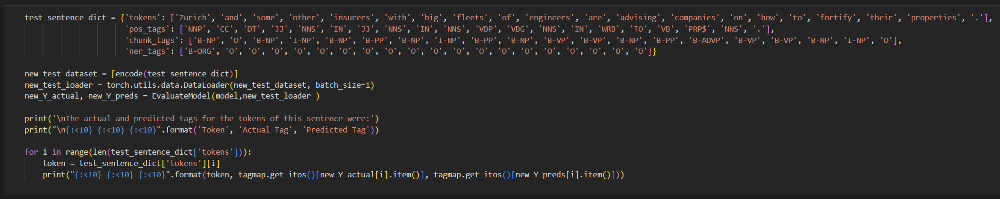 test_sentence_dict = {'tokens': ['Zurich', 'and', 'some', 'other', 'insurers', 'with', 'big', 'fleets', 'of', 'engineers', 'are', 'advising', 'companies', 'on', 'how', 'to', 'fortify', 'their', 'properties', '.'],
'pos_tags': ['NNP', 'CC', 'DT', 'JJ', 'NNS', 'IN', 'JJ', 'NNS', 'IN', 'NNS', 'VBP', 'VBG', 'NNS', 'IN', 'WRB', 'TO', 'VB', 'PRP$', 'NNS', '.'],
'chunk_tags': ['B-NP', 'O', 'B-NP', 'I-NP', 'B-NP', 'B-PP', 'B-NP', 'I-NP', 'B-PP', 'B-NP', 'B-VP', 'B-VP', 'B-NP', 'B-PP', 'B-ADVP', 'B-VP', 'B-VP', 'B-NP', 'I-NP', 'O'],
'ner_tags': ['B-ORG', 'O', 'O', 'O', 'O', 'O', 'O', 'O', 'O', 'O', 'O', 'O', 'O', 'O', 'O', 'O', 'O', 'O', 'O', 'O']}
new_test_dataset = [encode(test_sentence_dict)]
new_test_loader = torch.utils.data.DataLoader(new_test_dataset, batch_size=1)
new_Y_actual, new_Y_preds = EvaluateModel(model,new_test_loader )
print('\nThe actual and predicted tags for the tokens of this sentence were:')
print("\n{:<10} {:<10} {:<10}".format('Token', 'Actual Tag', 'Predicted Tag'))
for i in range(len(test_sentence_dict['tokens'])):
token = test_sentence_dict['tokens'][i]
print("{:<10} {:<10} {:<10}".format(token, tagmap.get_itos()[new_Y_actual[i].item()], tagmap.get_itos()[new_Y_preds[i].item()]))